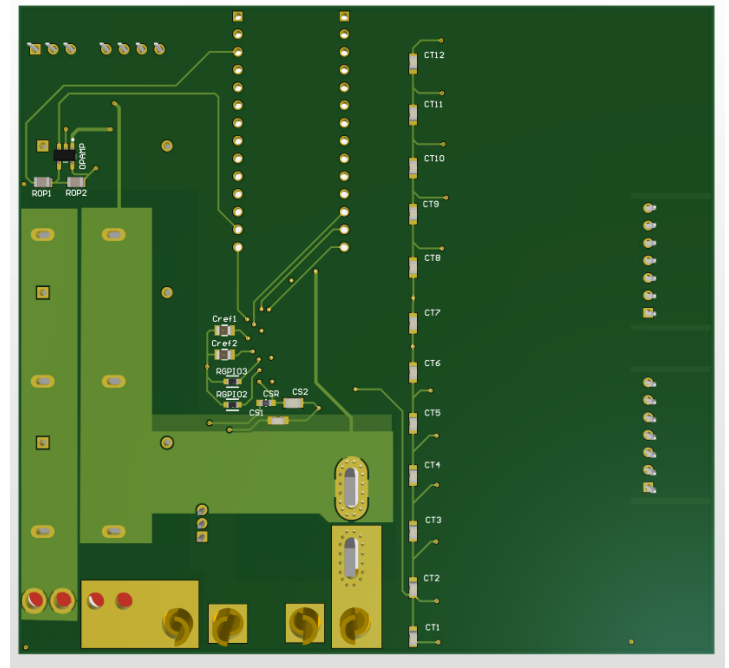 CT12
CT11
OPAMP
CT10
ROP1 ROP2
CT9
CT8
Cref1
CT7
Cref2
RGPIO3
CT6
RGPIO2 CSR CS2
CS1
CT5
CT4
CT3
CT2
CT1